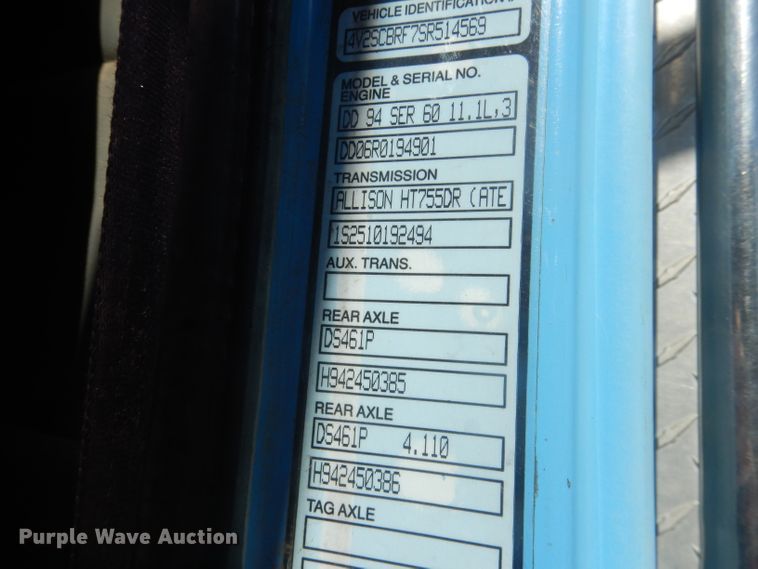 VEHICLE IDENTIFICATION
4V2SCBRF7SR514569
MODEL & SERIAL NO.
ENGINE
DD 94 SER 60 11.1L,3
DD06R0194901
TRANSMISSION
ALLISON HT755DR (ATE
1S2510192494
AUX. TRANS.
REAR AXLE
DS461P
H942450385
REAR AXLE
DS461P 4.110
H942450386
TAG AXLE
Purple Wave Auction